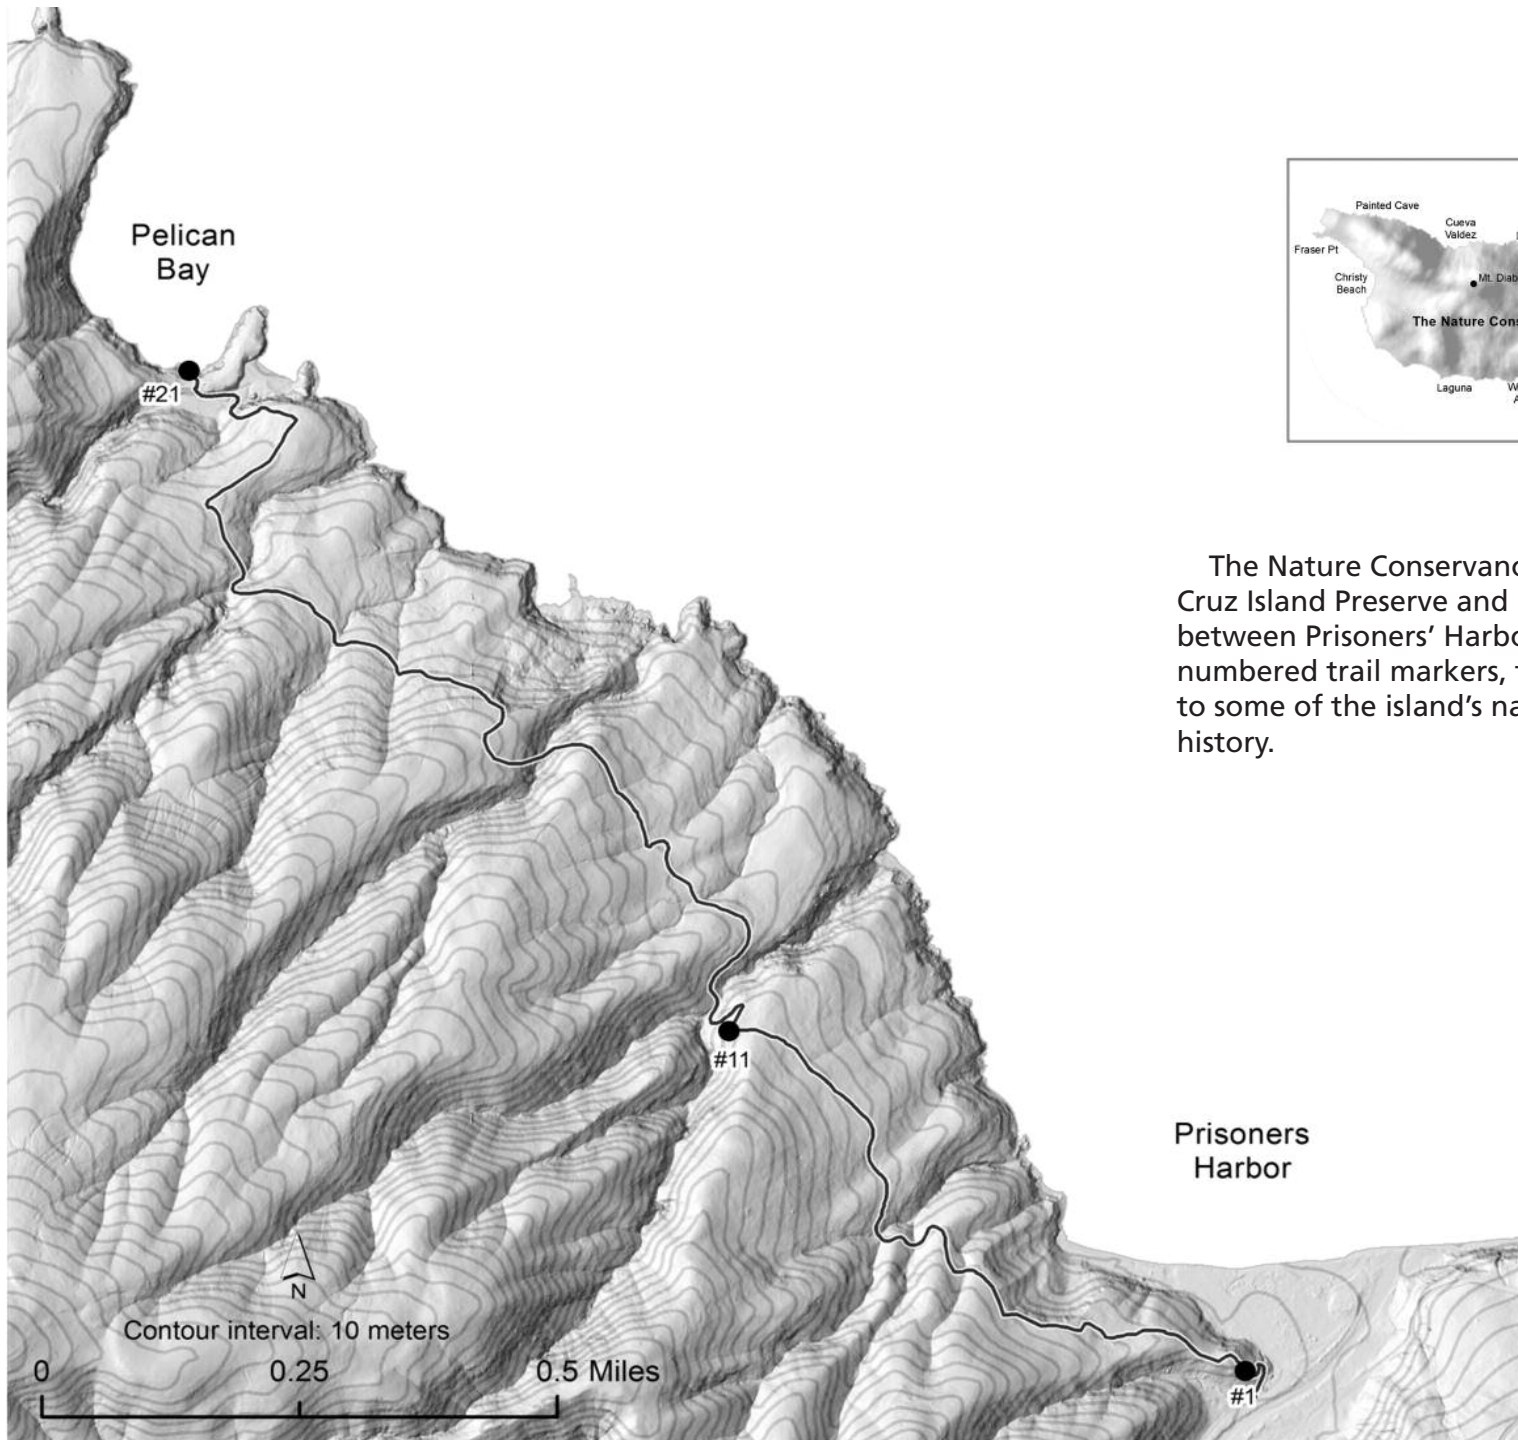 Pelican
Bay
#21
Painted Cave
Cueva
Valdez
Fraser Pt
Christy
Beach
Mt. Diab
The Nature Cons
Laguna
W
A
The Nature Conservanc
Cruz Island Preserve and
between Prisoners’ Harbo
numbered trail markers, t
to some of the island’s na
history.
#11
Prisoners
Harbor
N
Contour interval: 10 meters
0 0.25 0.5 Miles
#1